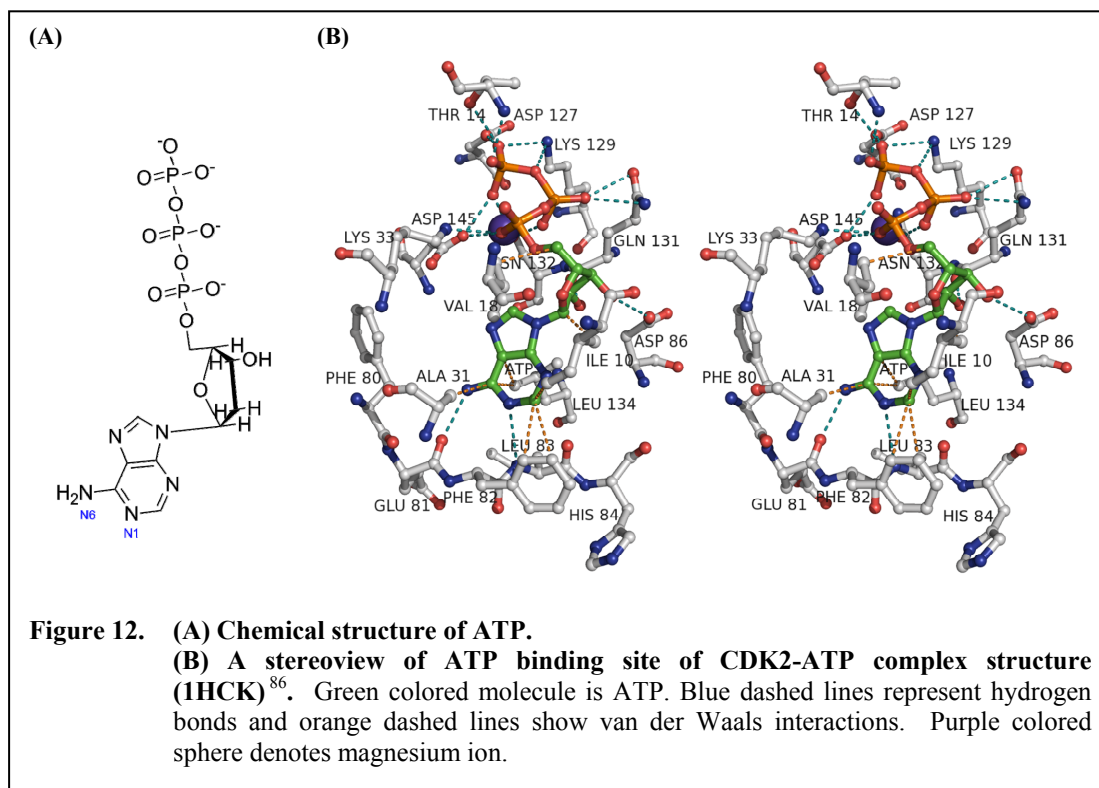 (A)
(B)
THR 14
ASP 127
LYS 129
ASP 145
LYS 33
GLN 131
SN 132
VAL 18
ASP 86
ILE 10
ATP
PHE 80
ALA 31
LEU 134
LEU 83
PHE 82
GLU 81
HIS 84
THR 14
ASP 127
LYS 129
ASP 145
LYS 33
GLN 131
ASN 132
VAL 18
ASP 86
ILE 10
ATP
PHE 80
ALA 31
LEU 134
LEU 83
PHE 82
GLU 81
HIS 84
O⁻ O⁻
O=P
O
O=P-O⁻
O
O=P-O⁻
O
H
H OH
O
H H
N N
N N
H₂N N
N6 N1
Figure 12. (A) Chemical structure of ATP.
(B) A stereoview of ATP binding site of CDK2-ATP complex structure
(1HCK)⁸⁶. Green colored molecule is ATP. Blue dashed lines represent hydrogen
bonds and orange dashed lines show van der Waals interactions. Purple colored
sphere denotes magnesium ion.